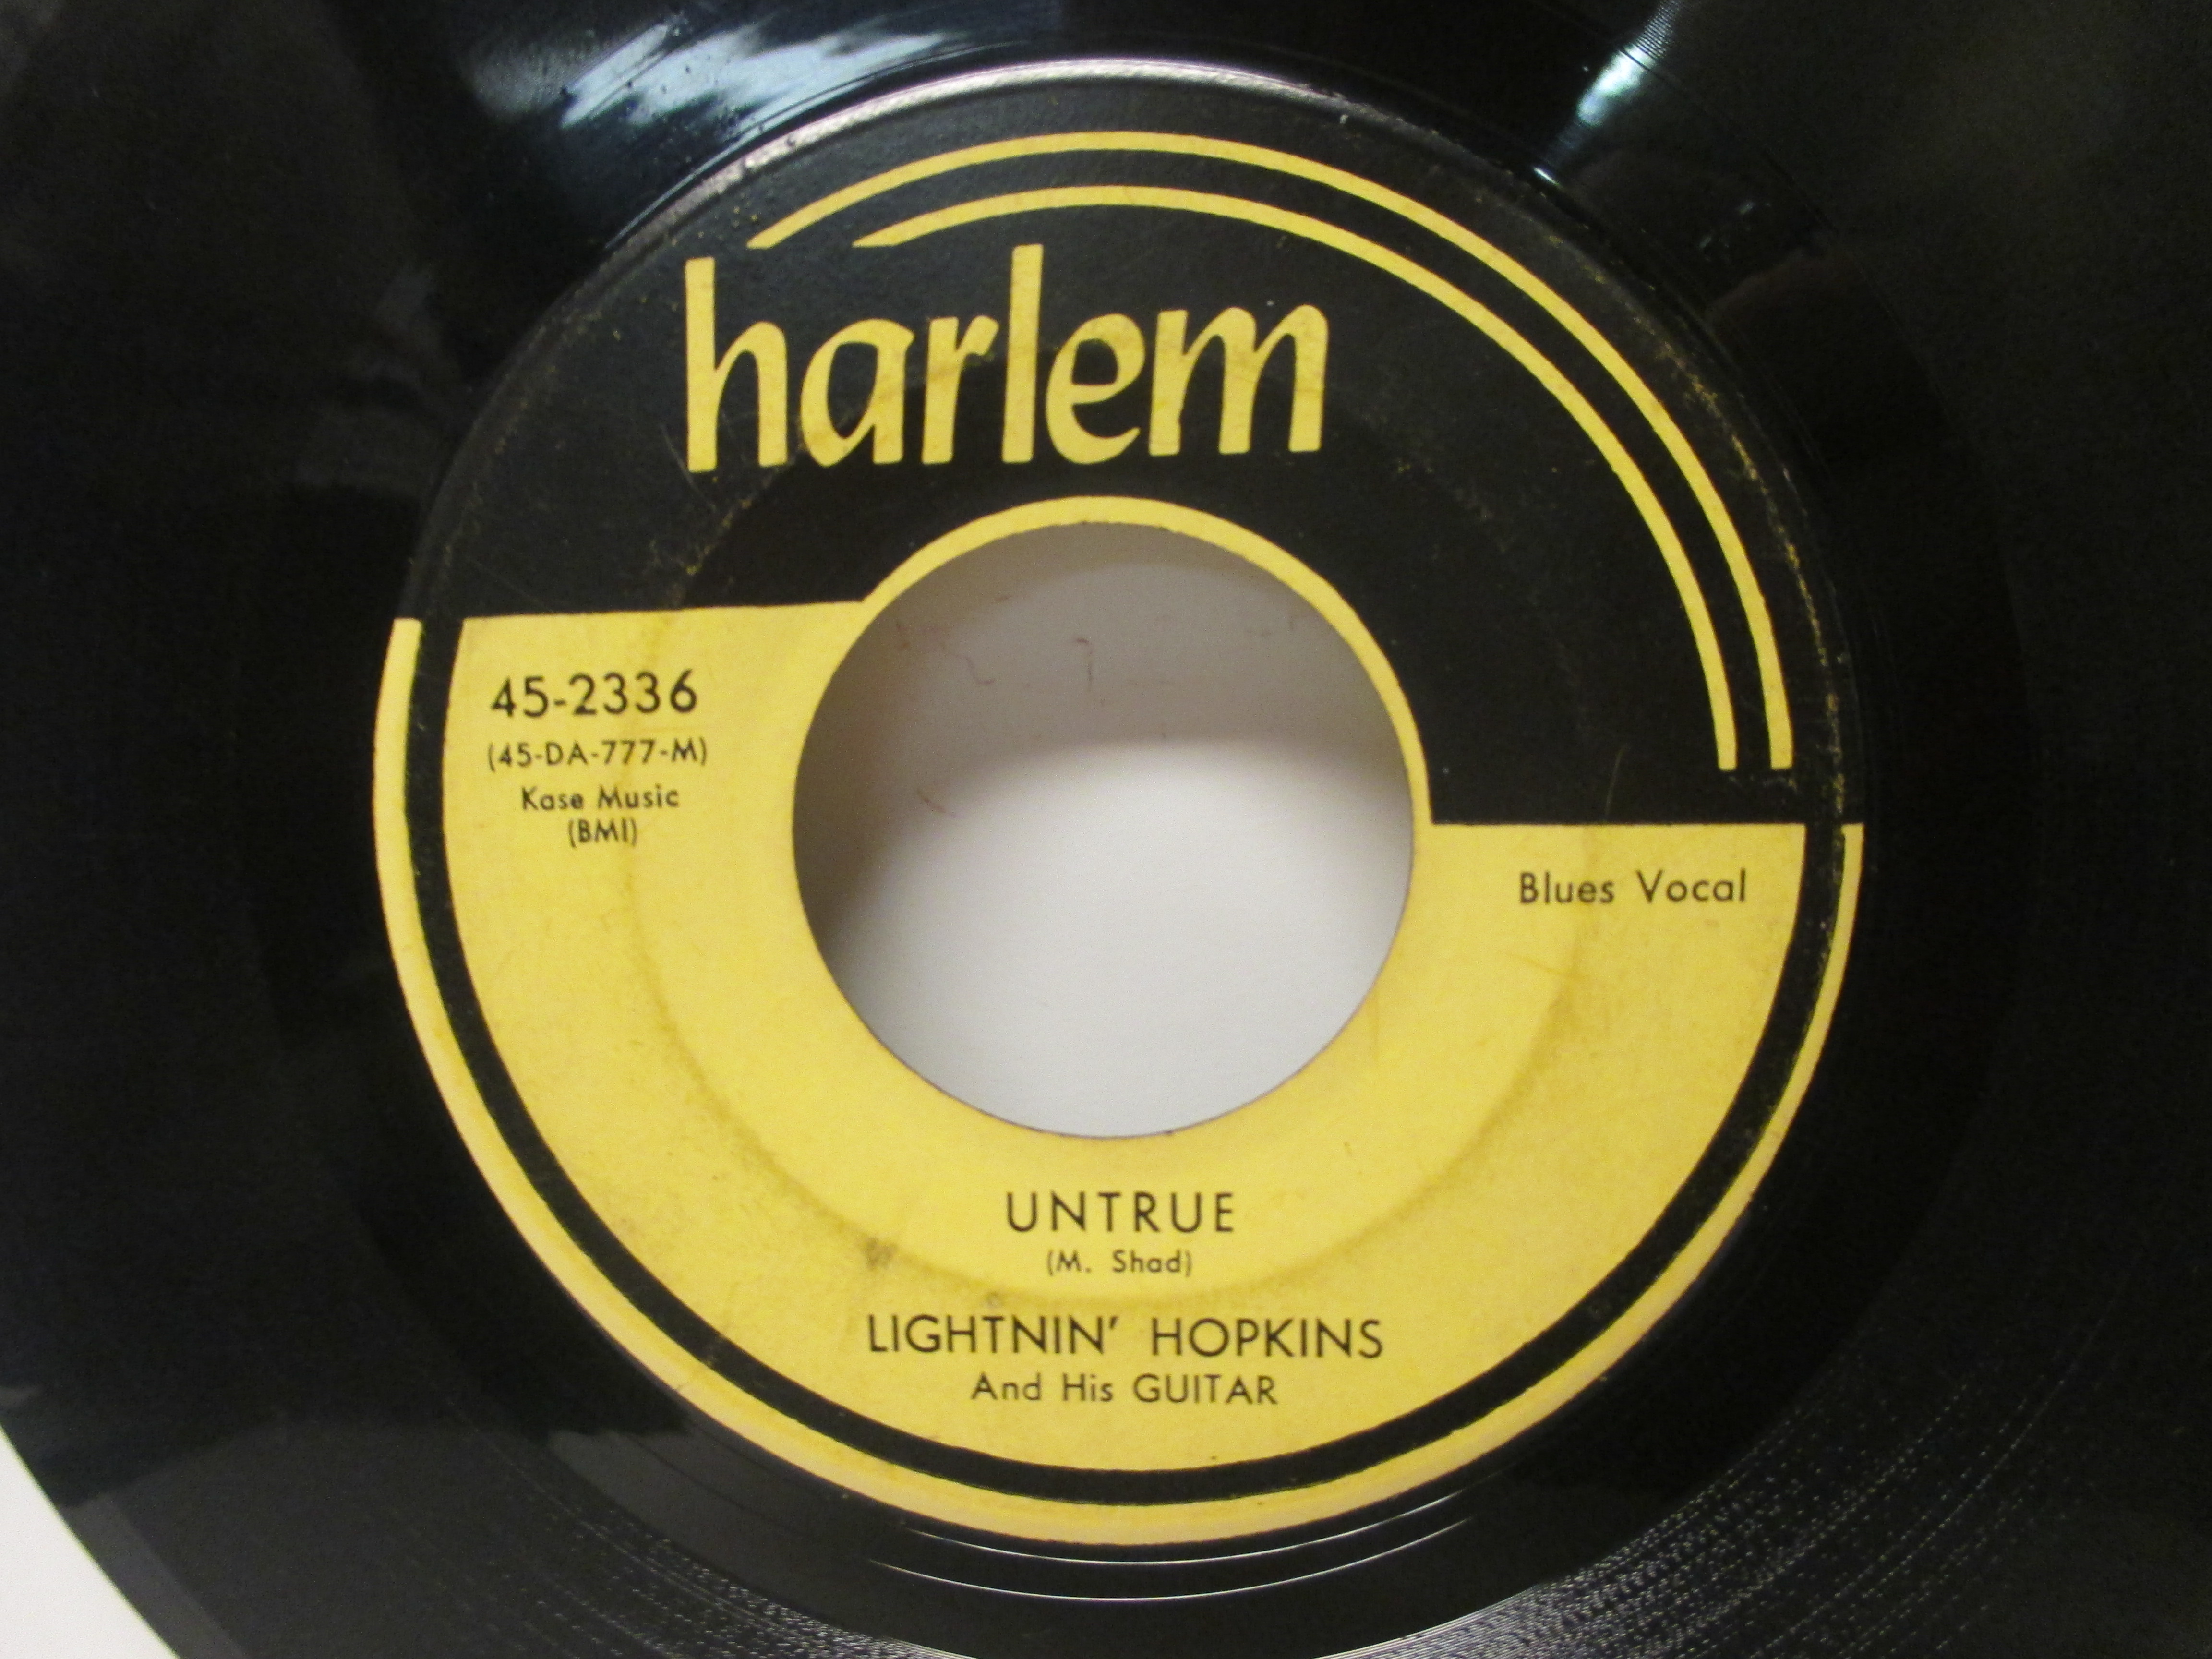 harlem
45-2336
(45-DA-777-M)
Kase Music
(BMI)
Blues Vocal
UNTRUE
(M. Shad)
LIGHTNIN' HOPKINS
And His GUITAR